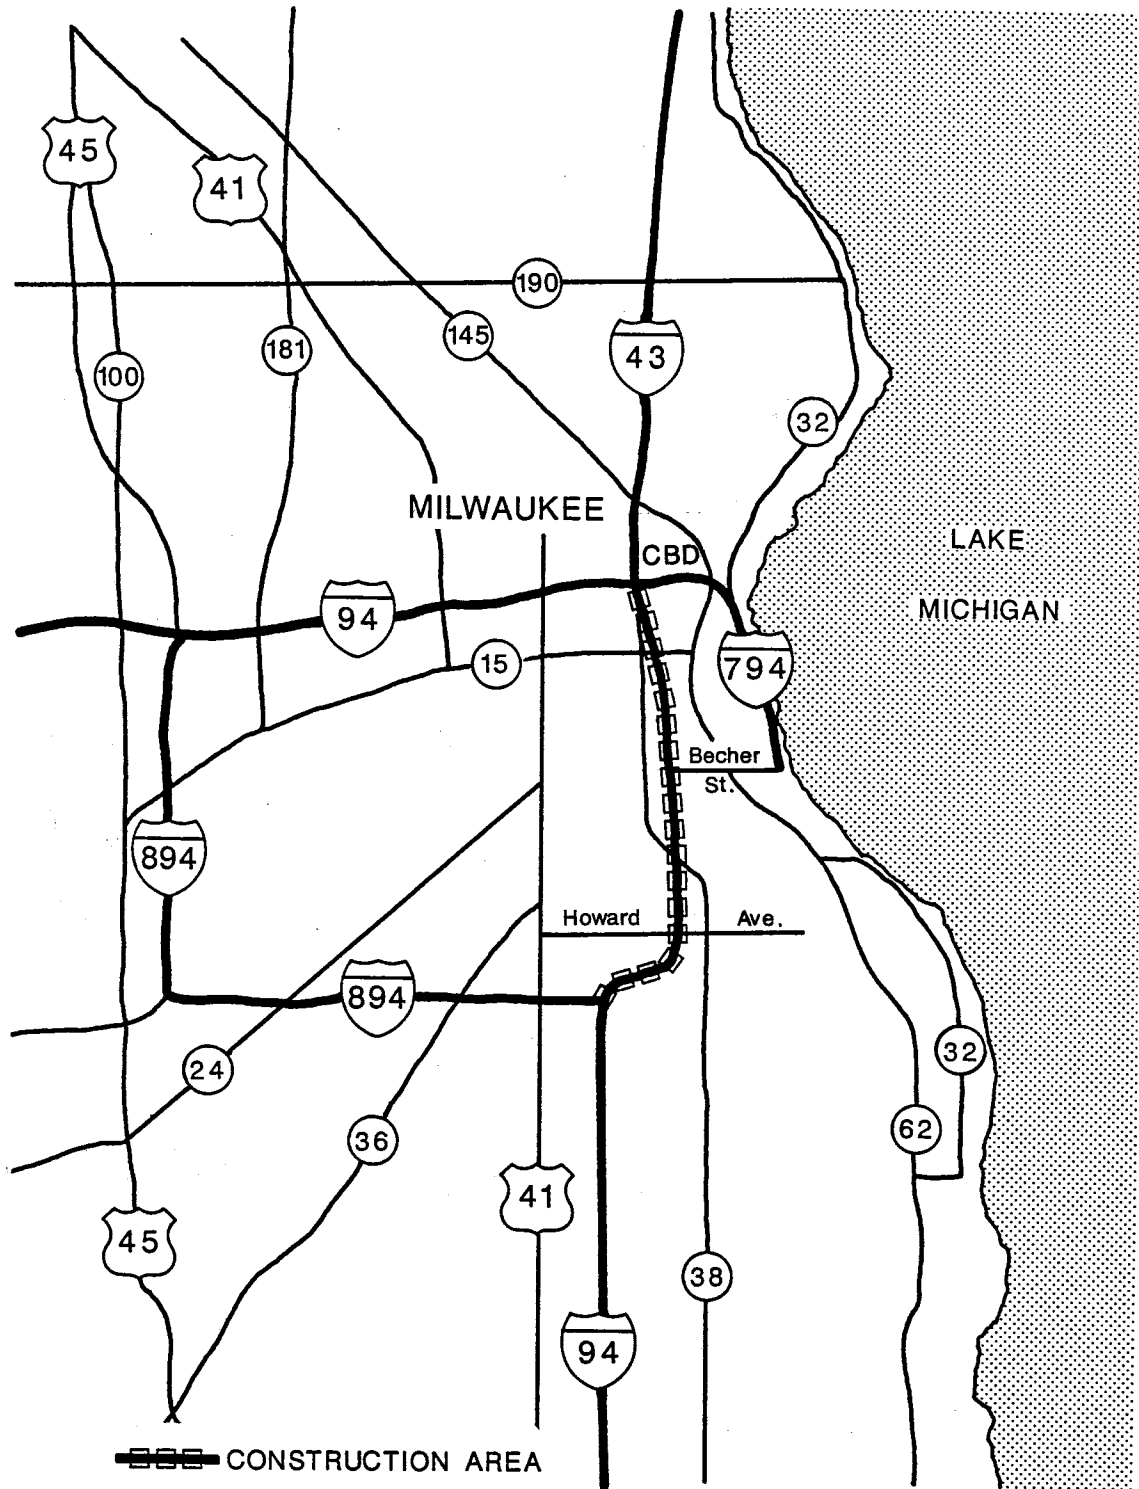 45
41
190
145
181
43
100
32
MILWAUKEE
LAKE
CBD
MICHIGAN
94
15
794
Becher
St.
894
Howard Ave.
894
32
24
62
36
41
45
38
94
CONSTRUCTION AREA